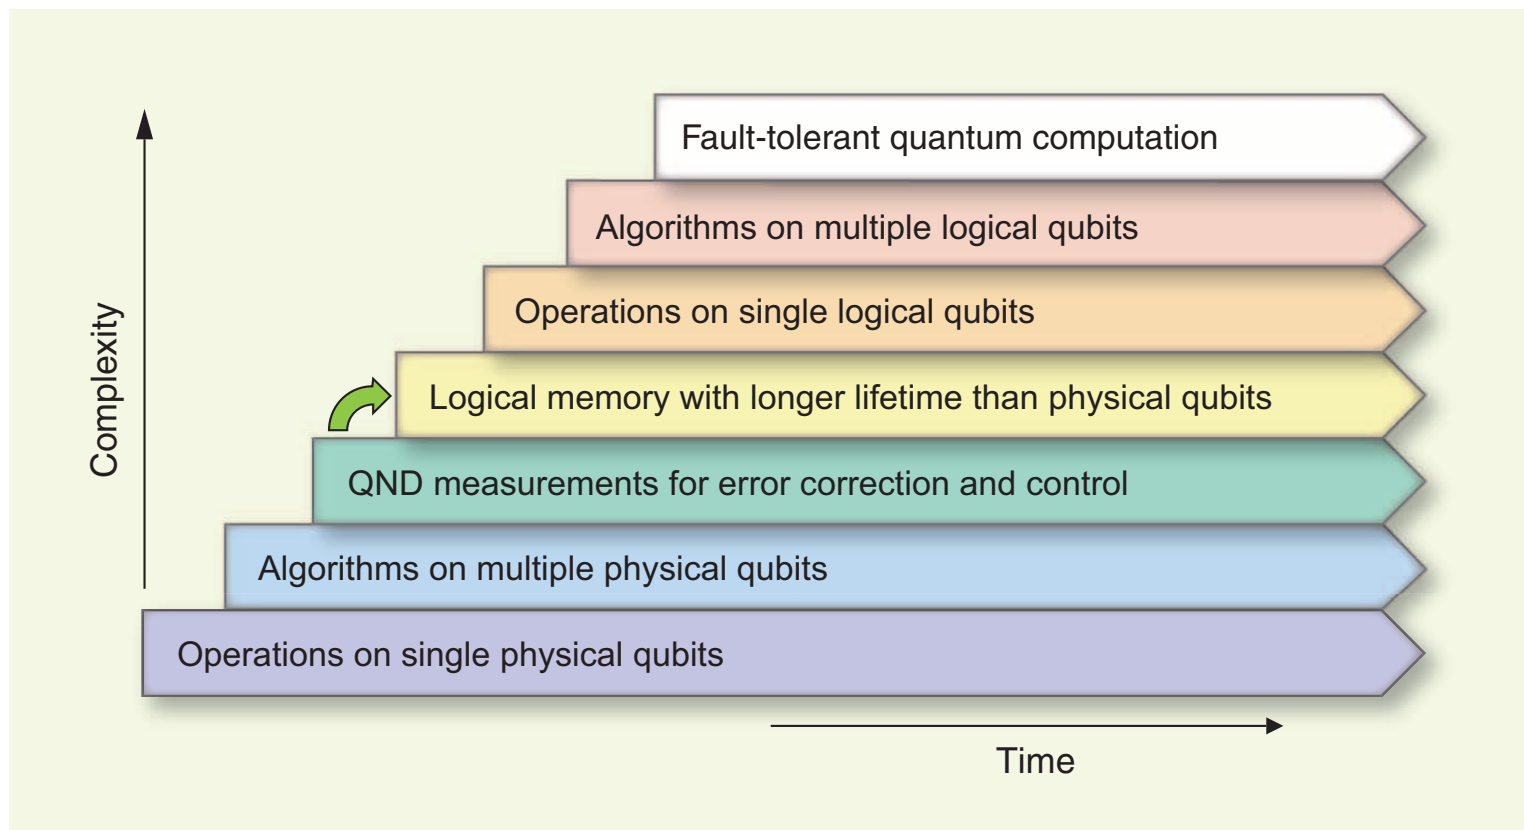 Fault-tolerant quantum computation
Algorithms on multiple logical qubits
Operations on single logical qubits
Logical memory with longer lifetime than physical qubits
QND measurements for error correction and control
Algorithms on multiple physical qubits
Operations on single physical qubits
Complexity
Time